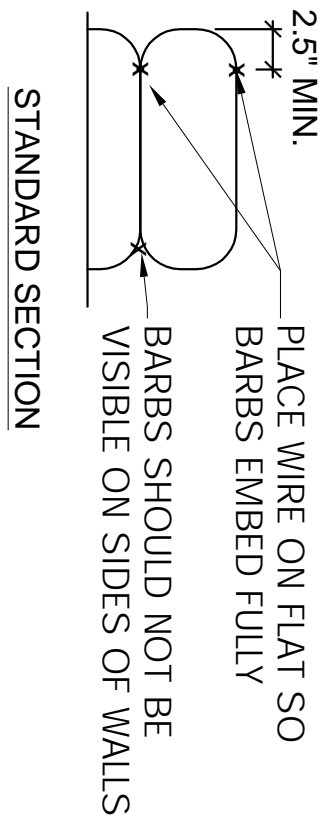 2.5" MIN.
PLACE WIRE ON FLAT SO
BARBS EMBED FULLY
BARBS SHOULD NOT BE
VISIBLE ON SIDES OF WALLS
STANDARD SECTION